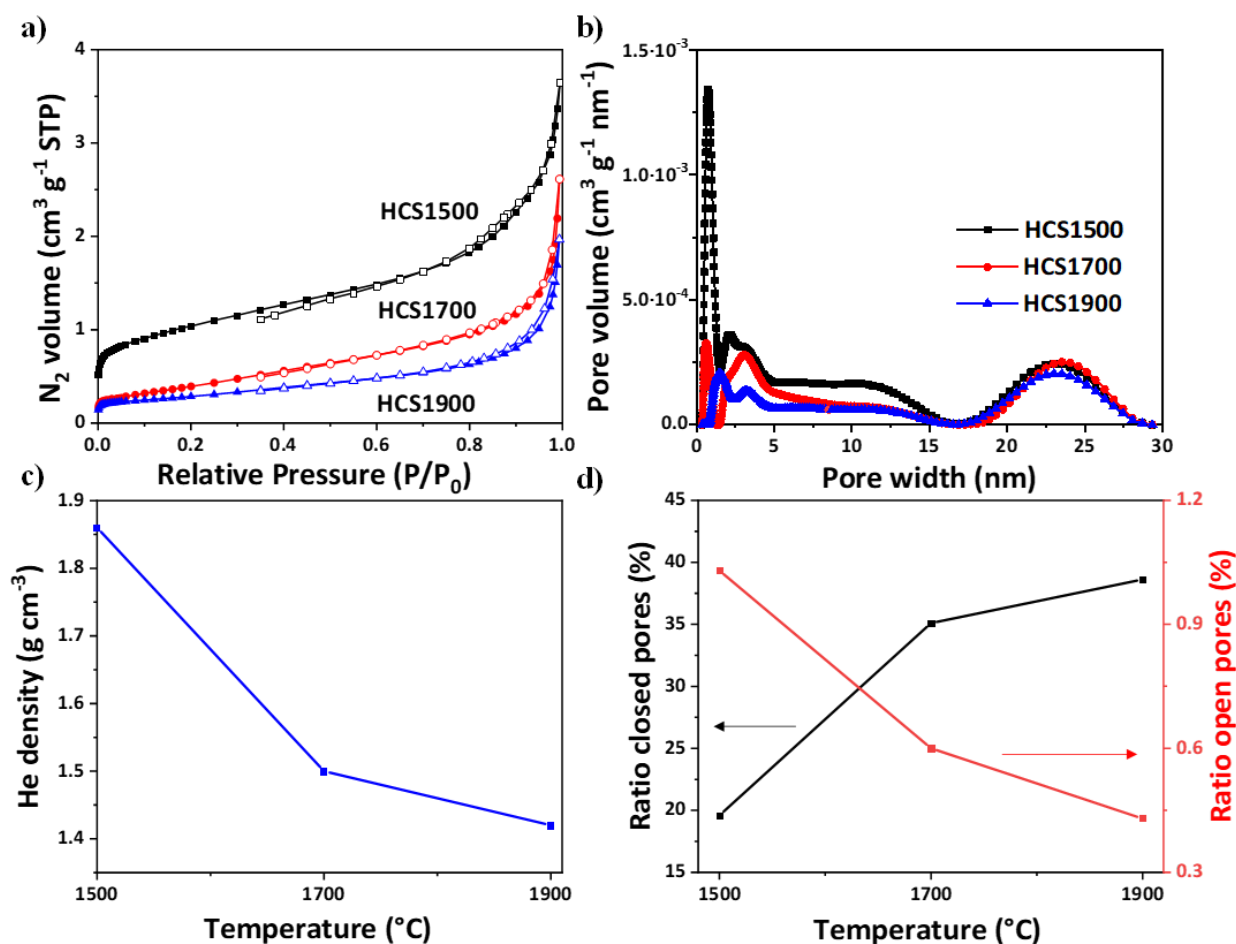 a)
N₂ volume (cm³ g⁻¹ STP)
4
3
2
1
0
HCS1500
HCS1700
HCS1900
0.0 0.2 0.4 0.6 0.8 1.0
Relative Pressure (P/P₀)
b)
Pore volume (cm³ g⁻¹ nm⁻¹)
1.5·10⁻³
1.0·10⁻³
5.0·10⁻⁴
0.0
HCS1500
HCS1700
HCS1900
0 5 10 15 20 25 30
Pore width (nm)
c)
He density (g cm⁻³)
1.9
1.8
1.7
1.6
1.5
1.4
1500 1700 1900
Temperature (°C)
d)
Ratio closed pores (%)
45
40
35
30
25
20
15
1.2
0.9
0.6
0.3
Ratio open pores (%)
1500 1700 1900
Temperature (°C)